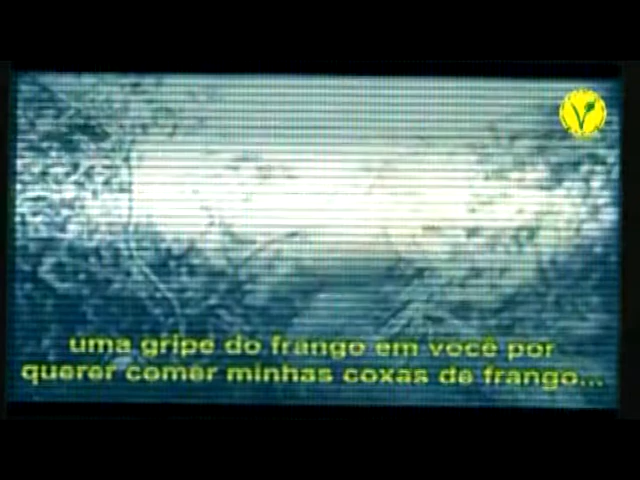 uma gripe do frango em você por
querer comer minhas coxas de frango...